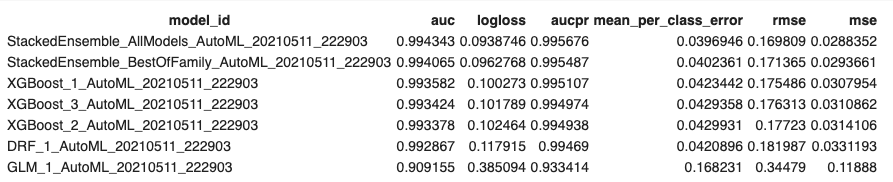 model_id auc logloss aucpr mean_per_class_error rmse mse
StackedEnsemble_AllModels_AutoML_20210511_222903 0.994343 0.0938746 0.995676 0.0396946 0.169809 0.0288352
StackedEnsemble_BestOfFamily_AutoML_20210511_222903 0.994065 0.0962768 0.995487 0.0402361 0.171365 0.0293661
XGBoost_1_AutoML_20210511_222903 0.993582 0.100273 0.995107 0.0423442 0.175486 0.0307954
XGBoost_3_AutoML_20210511_222903 0.993424 0.101789 0.994974 0.0429358 0.176313 0.0310862
XGBoost_2_AutoML_20210511_222903 0.993378 0.102464 0.994938 0.0429931 0.17723 0.0314106
DRF_1_AutoML_20210511_222903 0.992867 0.117915 0.99469 0.0420896 0.181987 0.0331193
GLM_1_AutoML_20210511_222903 0.909155 0.385094 0.933414 0.168231 0.34479 0.11888